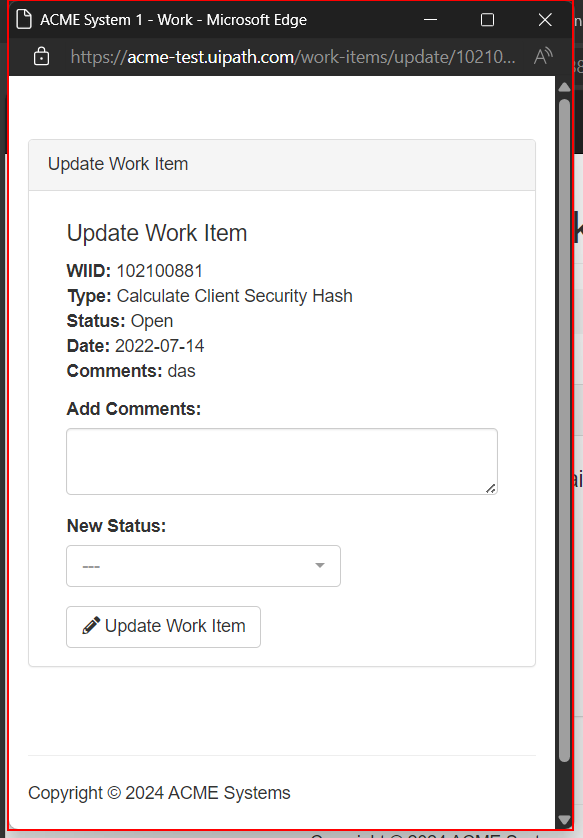 ACME System 1 - Work - Microsoft Edge
https://acme-test.uipath.com/work-items/update/10210...
Update Work Item
Update Work Item
WIID: 102100881
Type: Calculate Client Security Hash
Status: Open
Date: 2022-07-14
Comments: das
Add Comments:
New Status:
---
Update Work Item
Copyright © 2024 ACME Systems